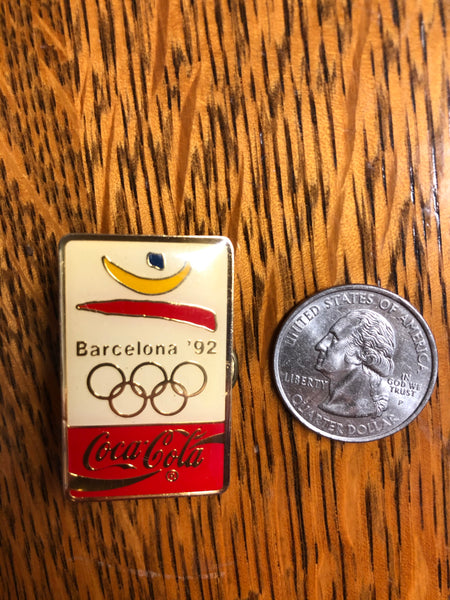 Barcelona '92
Coca-Cola
®
UNITED STATES OF AMERICA
LIBERTY
IN
GOD WE
TRUST
P
QUARTER DOLLAR